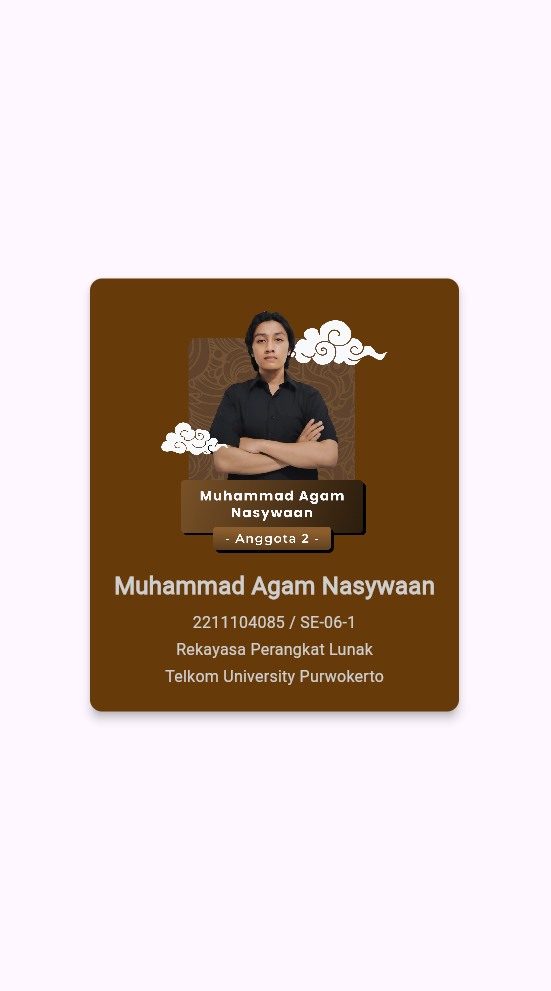 Muhammad Agam
Nasywaan
- Anggota 2 -
Muhammad Agam Nasywaan
2211104085 / SE-06-1
Rekayasa Perangkat Lunak
Telkom University Purwokerto